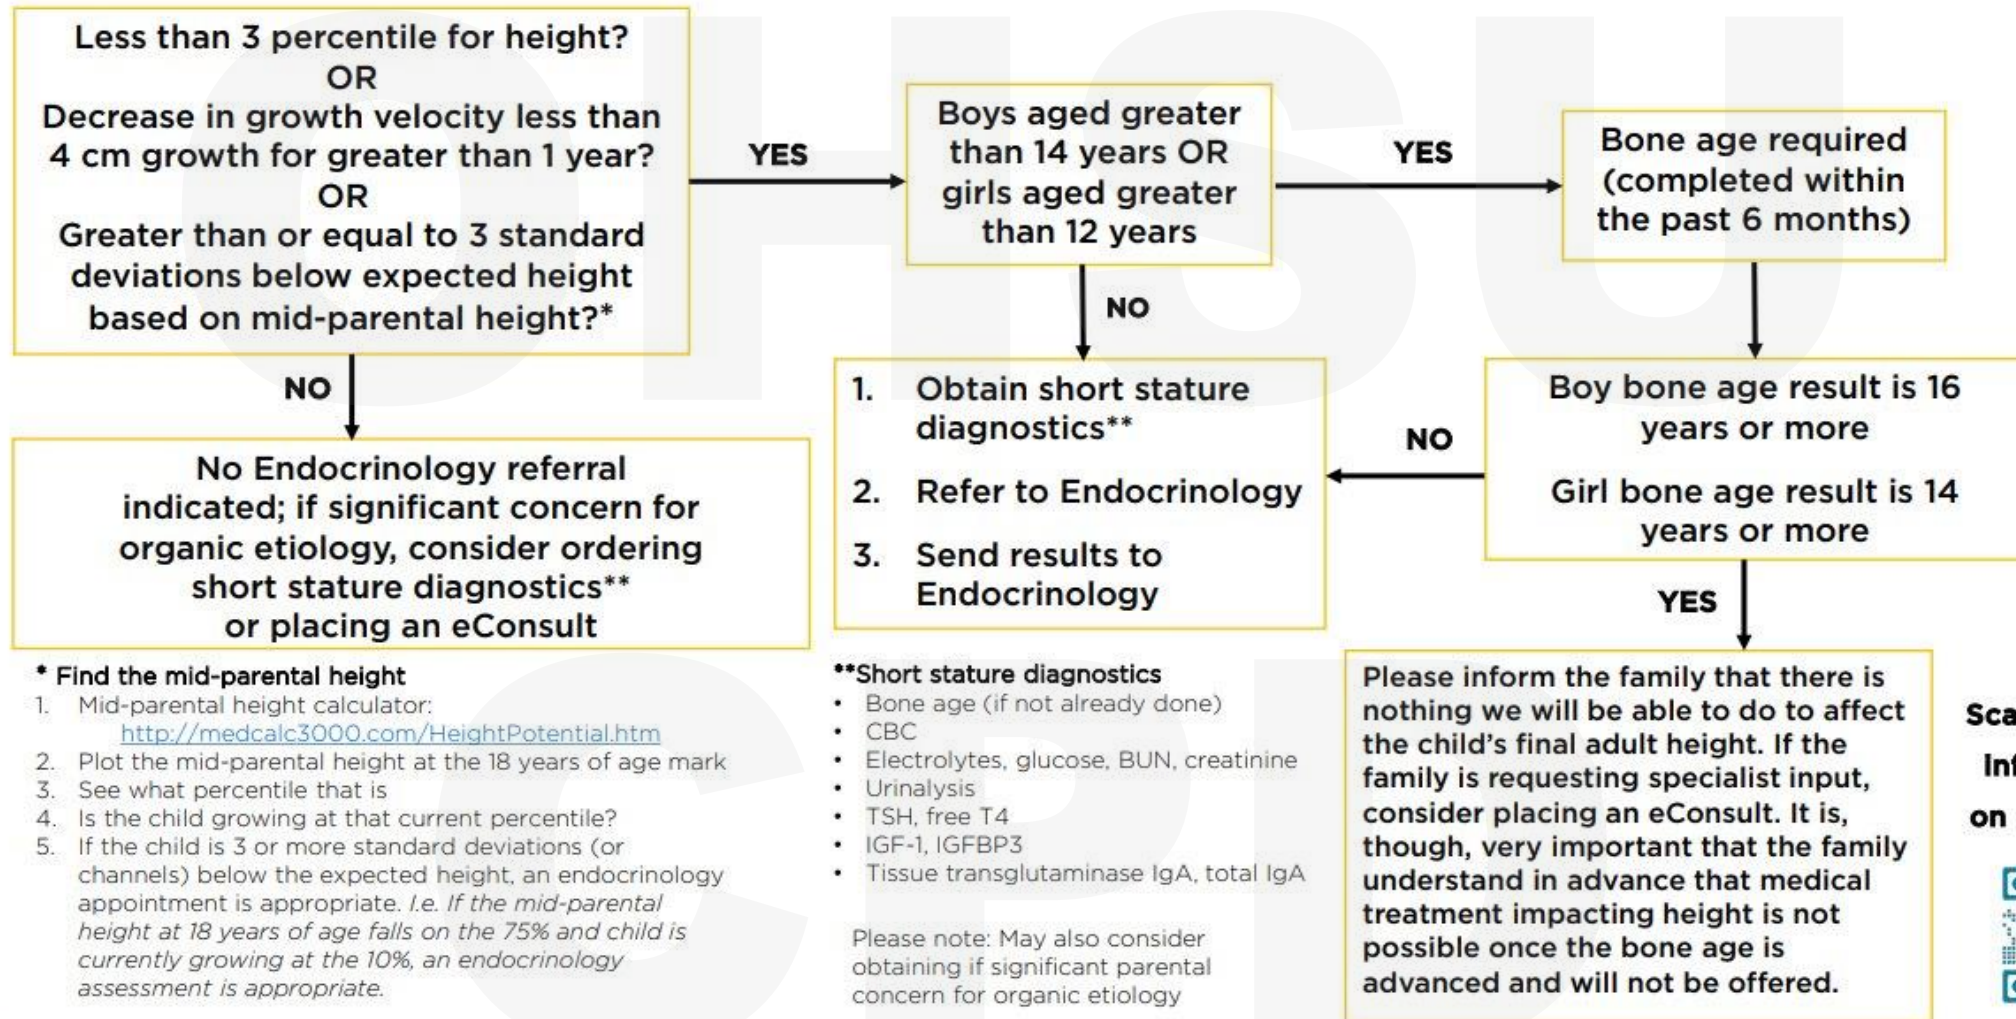 Less than 3 percentile for height?
OR
Decrease in growth velocity less than
4 cm growth for greater than 1 year?
OR
Greater than or equal to 3 standard
deviations below expected height
based on mid-parental height?*
YES
Boys aged greater
than 14 years OR
girls aged greater
than 12 years
YES
Bone age required
(completed within
the past 6 months)
NO
NO
No Endocrinology referral
indicated; if significant concern for
organic etiology, consider ordering
short stature diagnostics**
or placing an eConsult
1. Obtain short stature
diagnostics**
2. Refer to Endocrinology
3. Send results to
Endocrinology
NO
Boy bone age result is 16
years or more
Girl bone age result is 14
years or more
YES
* Find the mid-parental height
1. Mid-parental height calculator:
http://medcalc3000.com/HeightPotential.htm
2. Plot the mid-parental height at the 18 years of age mark
3. See what percentile that is
4. Is the child growing at that current percentile?
5. If the child is 3 or more standard deviations (or
channels) below the expected height, an endocrinology
appointment is appropriate. I.e. If the mid-parental
height at 18 years of age falls on the 75% and child is
currently growing at the 10%, an endocrinology
assessment is appropriate.
**Short stature diagnostics
• Bone age (if not already done)
• CBC
• Electrolytes, glucose, BUN, creatinine
• Urinalysis
• TSH, free T4
• IGF-1, IGFBP3
• Tissue transglutaminase IgA, total IgA
Please note: May also consider
obtaining if significant parental
concern for organic etiology
Please inform the family that there is
nothing we will be able to do to affect
the child's final adult height. If the
family is requesting specialist input,
consider placing an eConsult. It is,
though, very important that the family
understand in advance that medical
treatment impacting height is not
possible once the bone age is
advanced and will not be offered.
on
OHSU